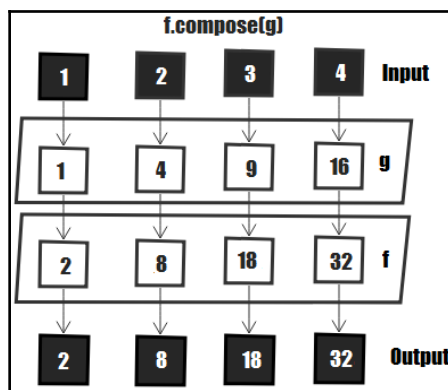 f.compose(g)
1 2 3 4 Input
1 4 9 16 g
2 8 18 32 f
2 8 18 32 Output